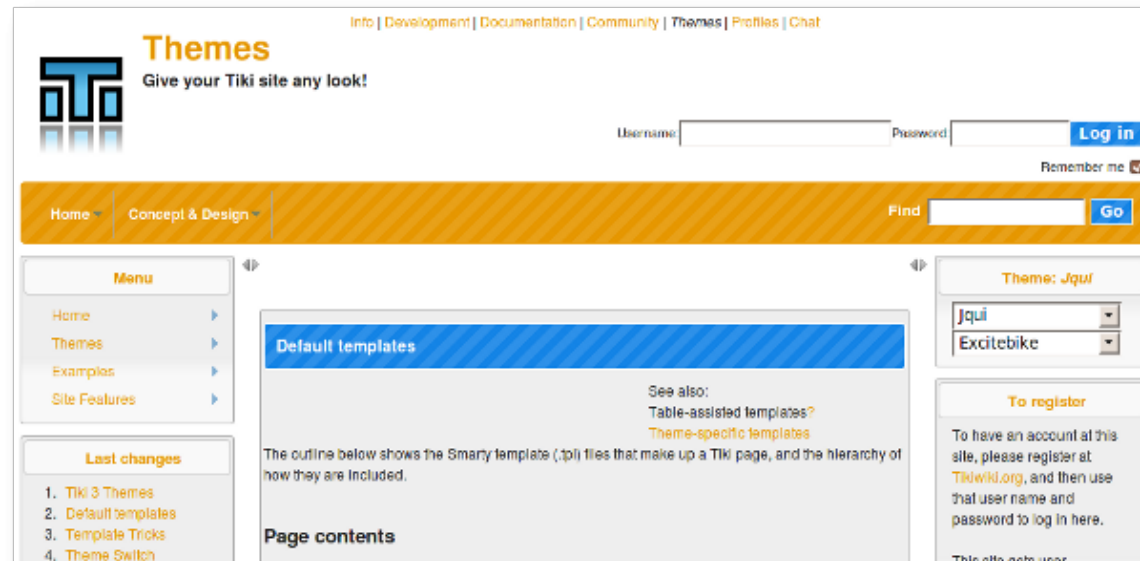 Info | Development | Documentation | Community | Themes | Profiles | Chat
Themes
Give your Tiki site any look!
Username:
Password:
Log in
Remember me
Home
Concept & Design
Find
Go
Menu
Home
Themes
Examples
Site Features
Last changes
1. Tiki 3 Themes
2. Default templates
3. Template Tricks
4. Theme Switch
Default templates
See also:
Table-assisted templates?
Theme-specific templates
The outline below shows the Smarty template (.tpl) files that make up a Tiki page, and the hierarchy of
how they are included.
Page contents
Theme: Jqui
Jqui
Excitebike
To register
To have an account at this
site, please register at
Tikiwiki.org, and then use
that user name and
password to log in here.
This site gets user